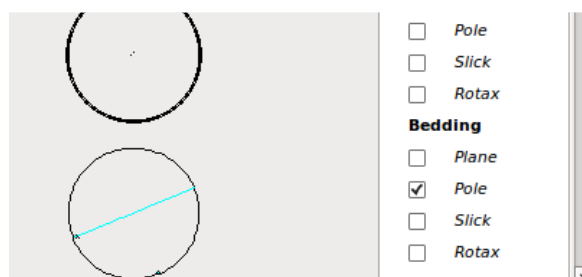 Pole
Slick
Rotax
Bedding
Plane
Pole
Slick
Rotax